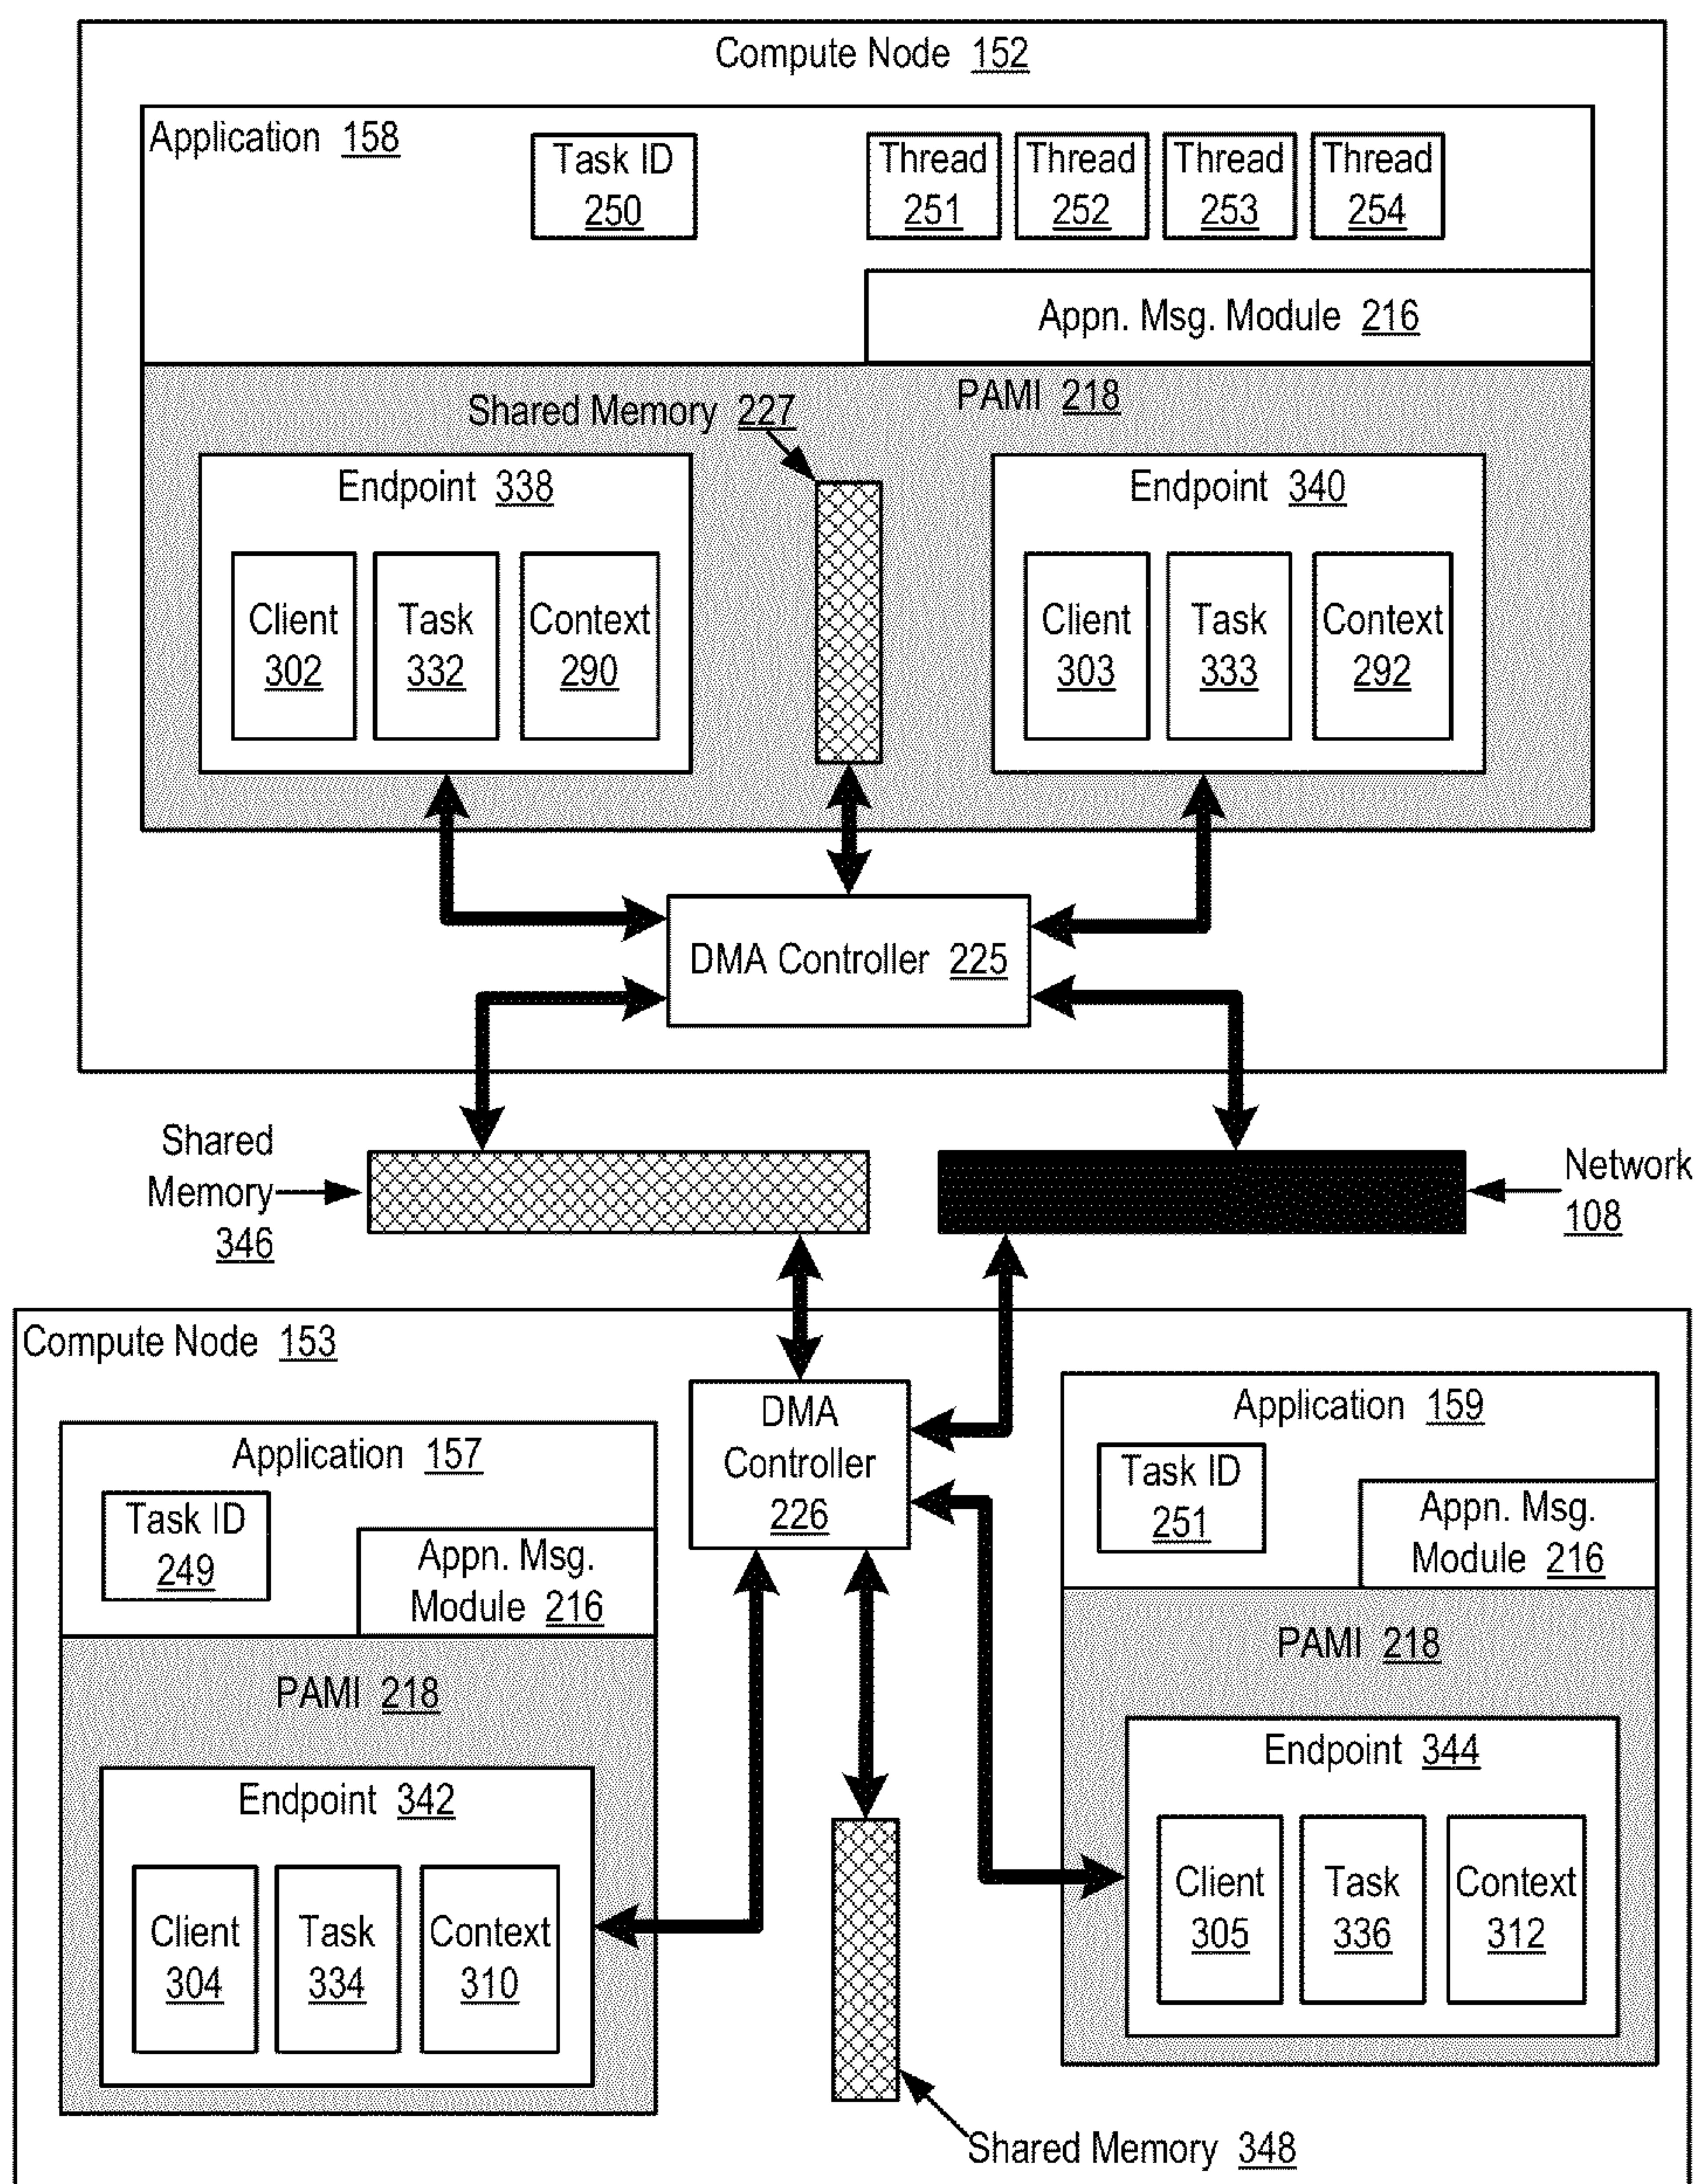 Compute Node 152
Application 158
Task ID
250
Thread
251
Thread
252
Thread
253
Thread
254
Appn. Msg. Module 216
PAMI 218
Shared Memory 227
Endpoint 338
Client
302
Task
332
Context
290
Endpoint 340
Client
303
Task
333
Context
292
DMA Controller 225
Shared
Memory
346
Network
108
Compute Node 153
DMA
Controller
226
Application 157
Task ID
249
Appn. Msg.
Module 216
PAMI 218
Endpoint 342
Client
304
Task
334
Context
310
Application 159
Task ID
251
Appn. Msg.
Module 216
PAMI 218
Endpoint 344
Client
305
Task
336
Context
312
Shared Memory 348